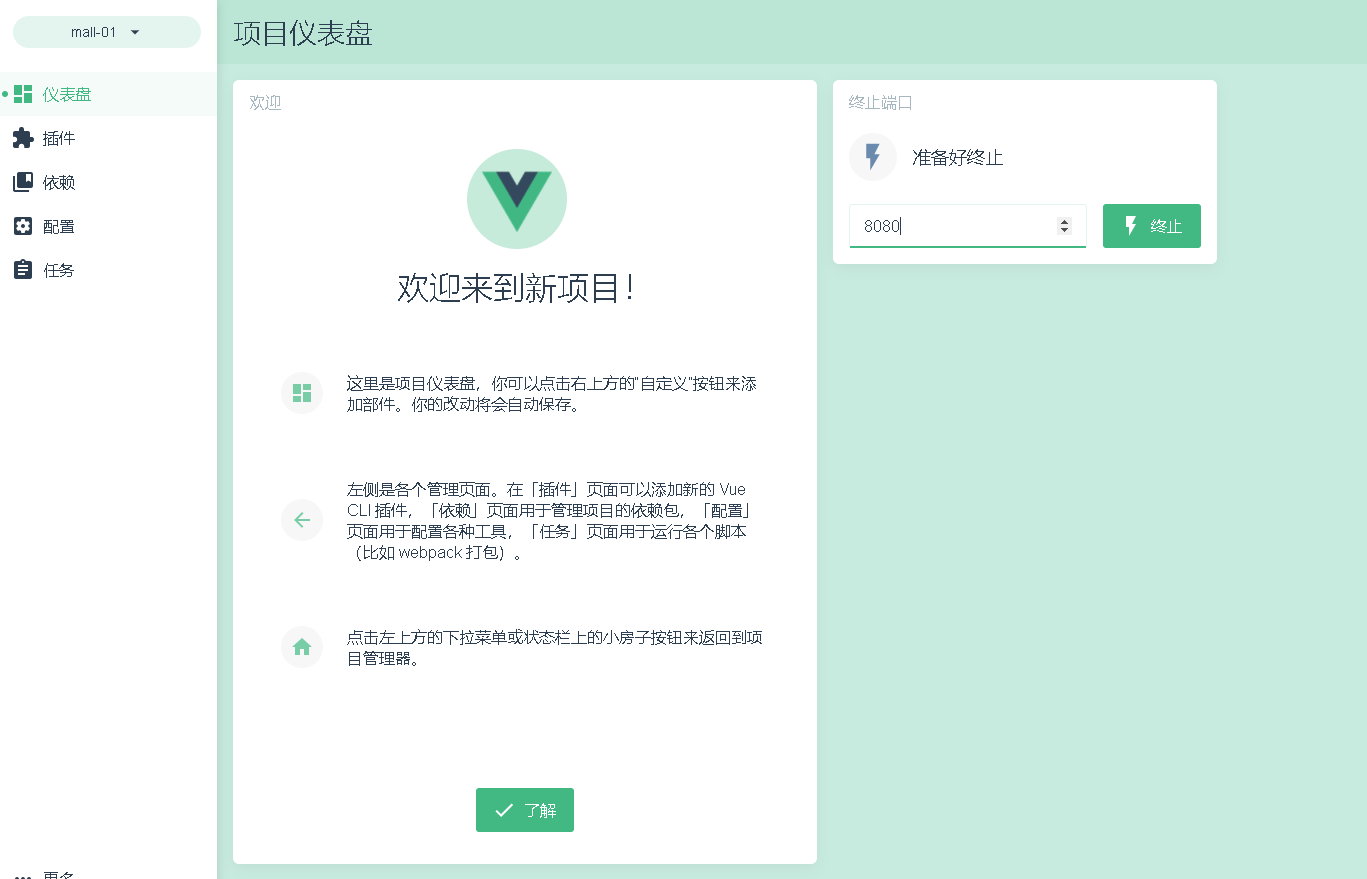 mall-01
仪表盘
插件
依赖
配置
任务
更多
项目仪表盘
欢迎
欢迎来到新项目！
这里是项目仪表盘，你可以点击右上方的“自定义”按钮来添
加部件。你的改动将会自动保存。
左侧是各个管理页面。在「插件」页面可以添加新的 Vue
CLI 插件，「依赖」页面用于管理项目的依赖包，「配置」
页面用于配置各种工具，「任务」页面用于运行各个脚本
（比如 webpack 打包）。
点击左上方的下拉菜单或状态栏上的小房子按钮来返回到项
目管理器。
了解
终止端口
准备好终止
8080
终止